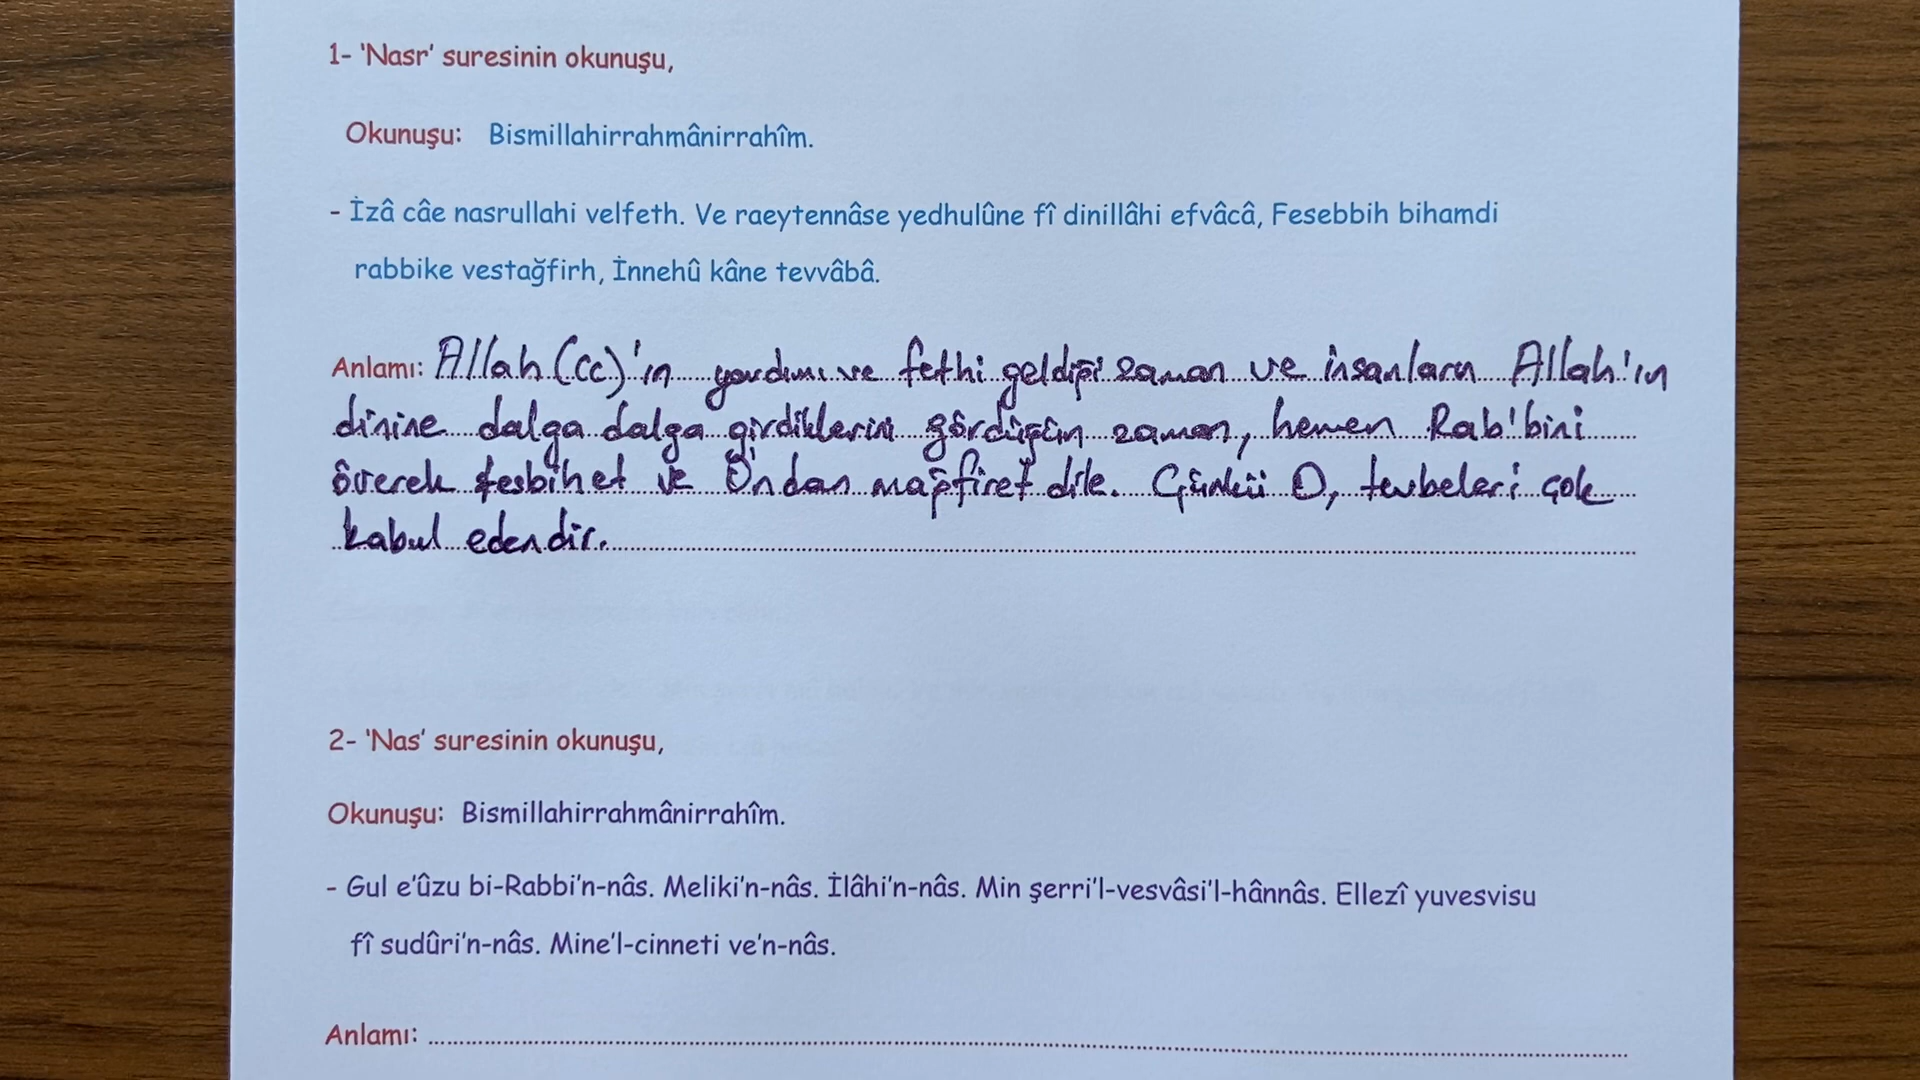 1- 'Nasr' suresinin okunuşu,
Okunuşu: Bismillahirrahmânirrahîm.
- İzâ câe nasrullahi velfeth. Ve raeytennâse yedhulûne fî dinillâhi efvâcâ, Fesebbih bihamdi
rabbike vestağfirh, İnnehû kâne tevvâbâ.
Anlamı: Allah (cc)'ın yardımı ve fethi geldiği zaman ve insanların Allah'ın
dinine dalga dalga girdiklerini gördüğün zaman, hemen Rab'bini
överek tesbih et ve O'ndan mağfiret dile. Çünkü O, tevbeleri çok
kabul edendir.
2- 'Nas' suresinin okunuşu,
Okunuşu: Bismillahirrahmânirrahîm.
- Gul e'ûzu bi-Rabbi'n-nâs. Meliki'n-nâs. İlâhi'n-nâs. Min şerri'l-vesvâsi'l-hânnâs. Ellezî yuvesvisu
fî sudûri'n-nâs. Mine'l-cinneti ve'n-nâs.
Anlamı: